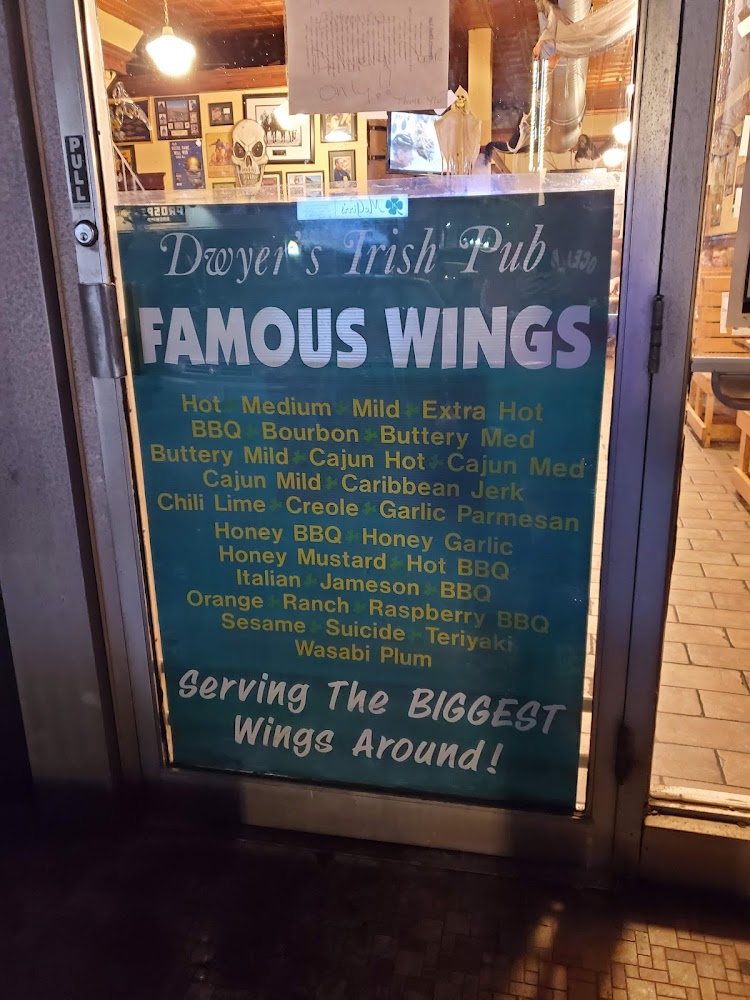 only!
PULL
Dwyer's Irish Pub
FAMOUS WINGS
Hot Medium Mild Extra Hot
BBQ Bourbon Buttery Med
Buttery Mild Cajun Hot Cajun Med
Cajun Mild Caribbean Jerk
Chili Lime Creole Garlic Parmesan
Honey BBQ Honey Garlic
Honey Mustard Hot BBQ
Italian Jameson BBQ
Orange Ranch Raspberry BBQ
Sesame Suicide Teriyaki
Wasabi Plum
Serving The BIGGEST
Wings Around!